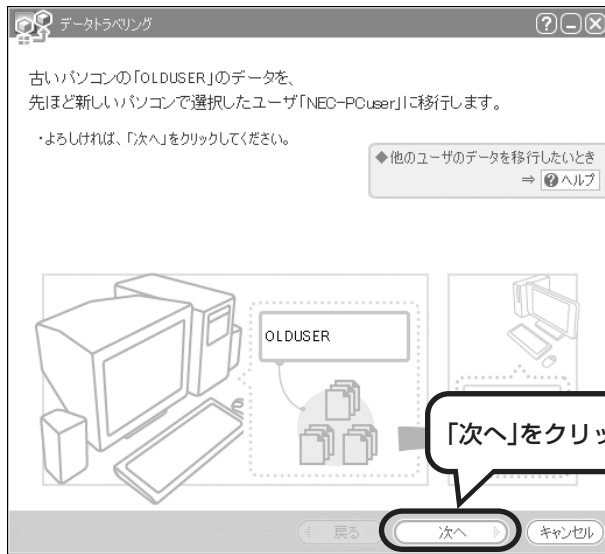 データトラベリング
古いパソコンの「OLDUSER」のデータを、
先ほど新しいパソコンで選択したユーザ「NEC-PCuser」に移行します。
・よろしければ、「次へ」をクリックしてください。
◆他のユーザのデータを移行したいとき
⇒ ?ヘルプ
OLDUSER
「次へ」をクリッ
戻る 次へ キャンセル